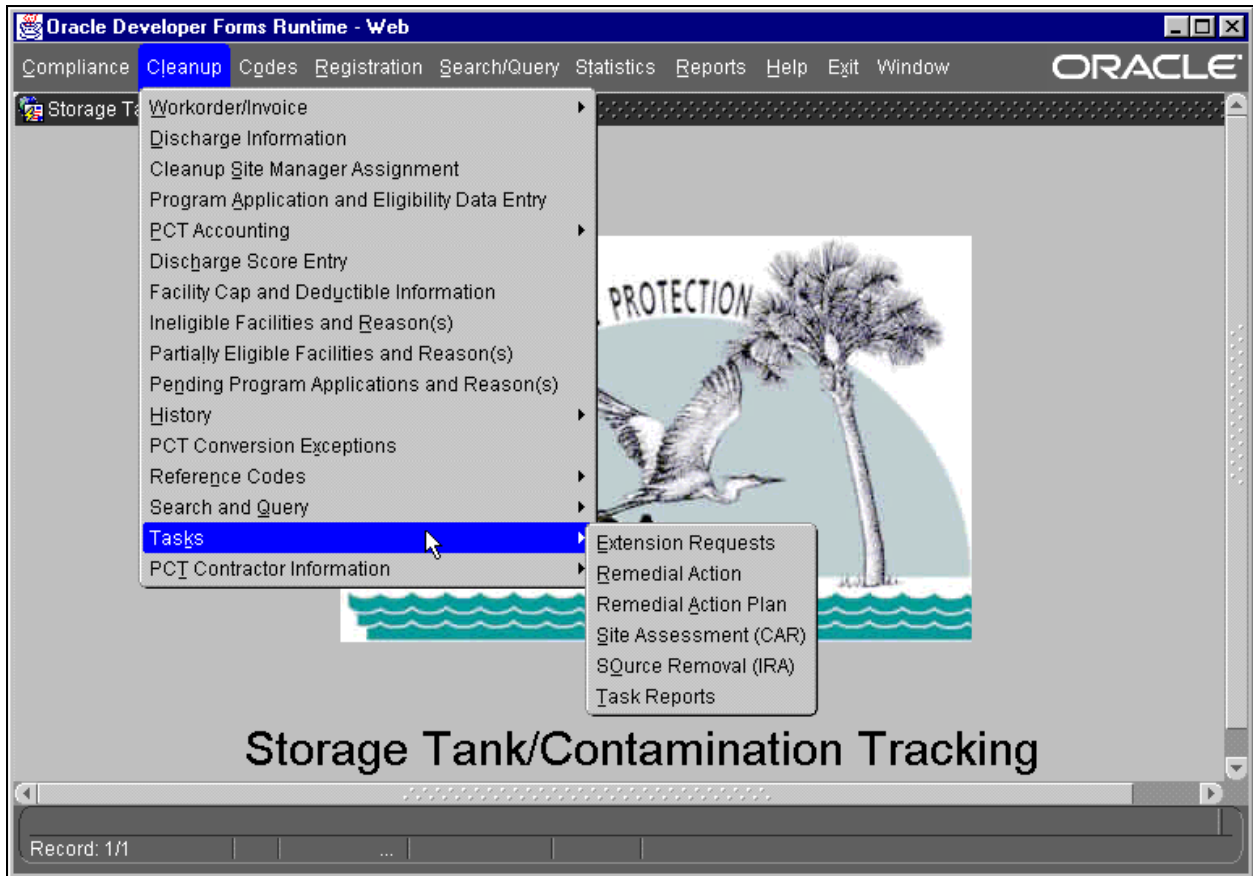 Oracle Developer Forms Runtime - Web
Compliance Cleanup Codes Registration Search/Query Statistics Reports Help Exit Window ORACLE
Storage Ta
Workorder/Invoice
Discharge Information
Cleanup Site Manager Assignment
Program Application and Eligibility Data Entry
PCT Accounting
Discharge Score Entry
Facility Cap and Deductible Information
Ineligible Facilities and Reason(s)
Partially Eligible Facilities and Reason(s)
Pending Program Applications and Reason(s)
History
PCT Conversion Exceptions
Reference Codes
Search and Query
Tasks
PCT Contractor Information
Extension Requests
Remedial Action
Remedial Action Plan
Site Assessment (CAR)
SOurce Removal (IRA)
Task Reports
PROTECTION
Storage Tank/Contamination Tracking
Record: 1/1 ...